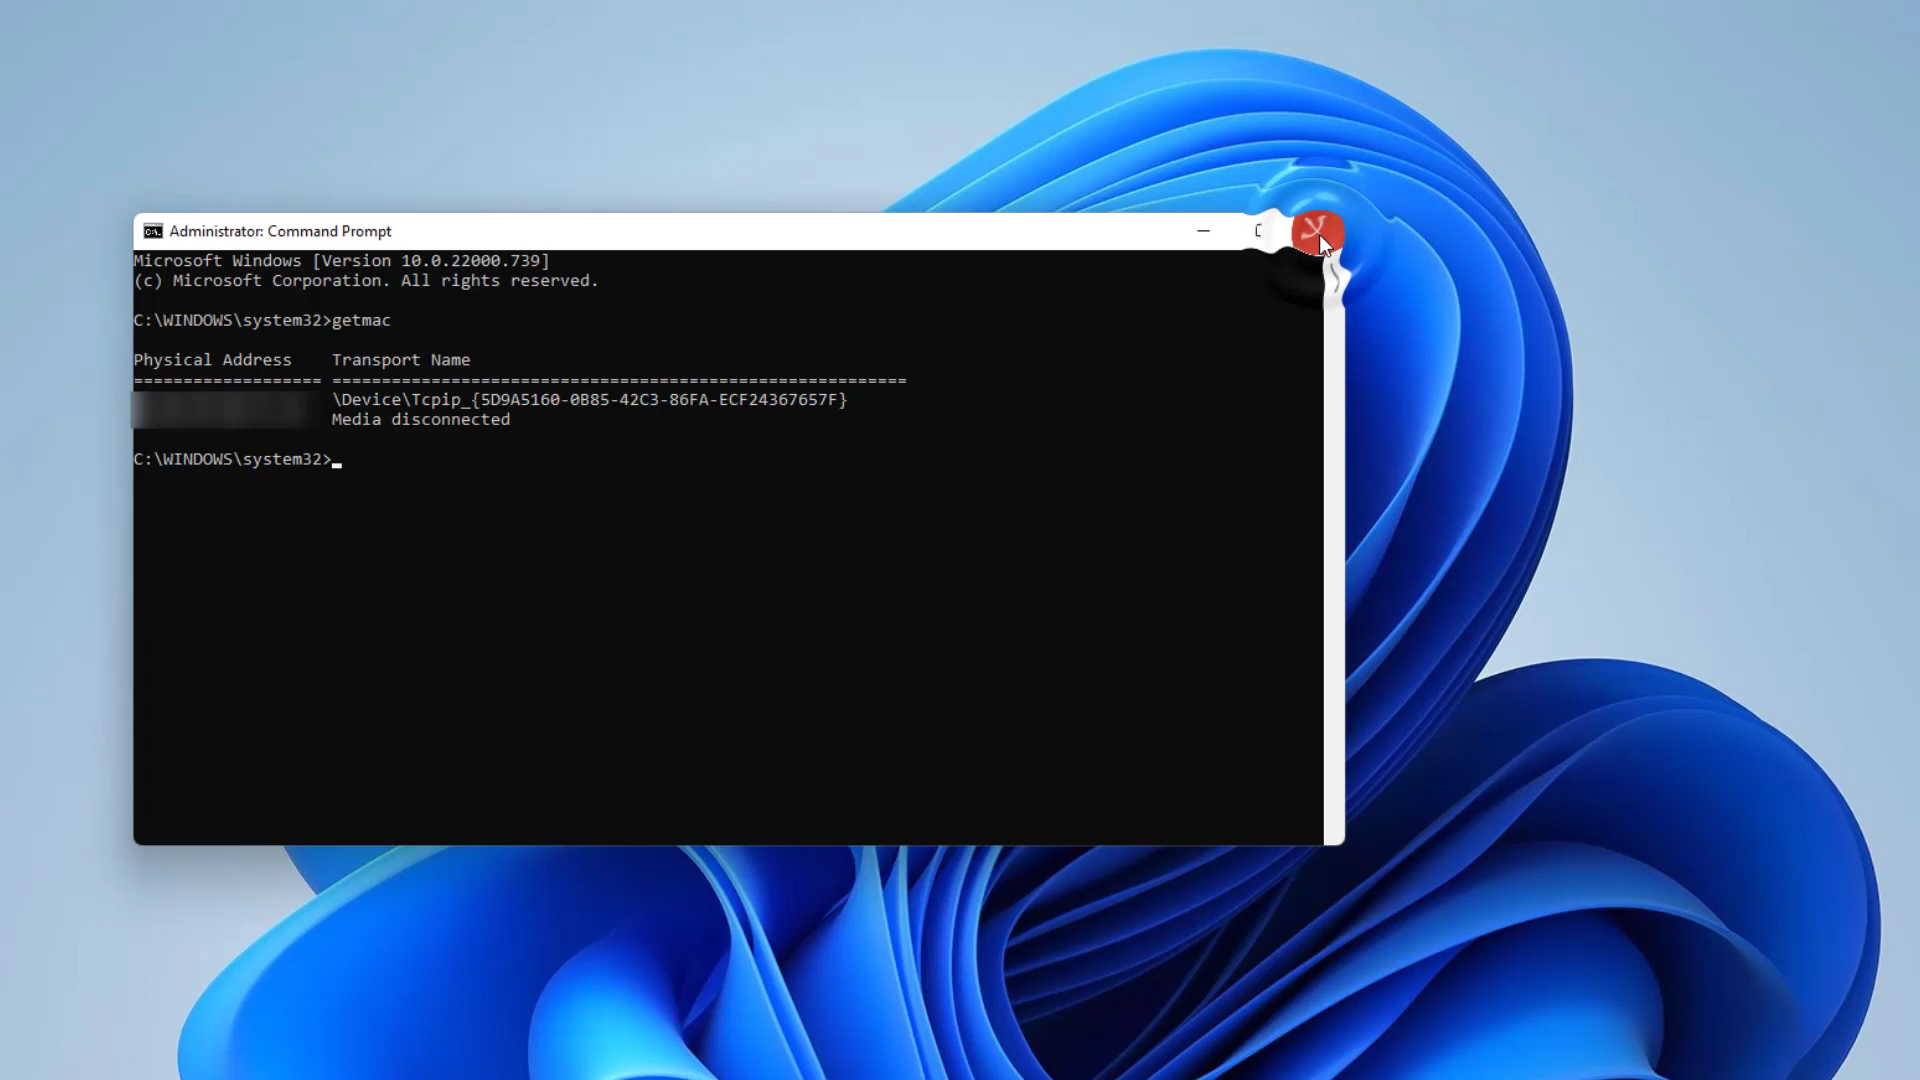 Administrator: Command Prompt
Microsoft Windows [Version 10.0.22000.739]
(c) Microsoft Corporation. All rights reserved.
C:\WINDOWS\system32>getmac
Physical Address    Transport Name
=================== ==========================================================
\Device\Tcpip_{5D9A5160-0B85-42C3-86FA-ECF24367657F}
Media disconnected
C:\WINDOWS\system32>